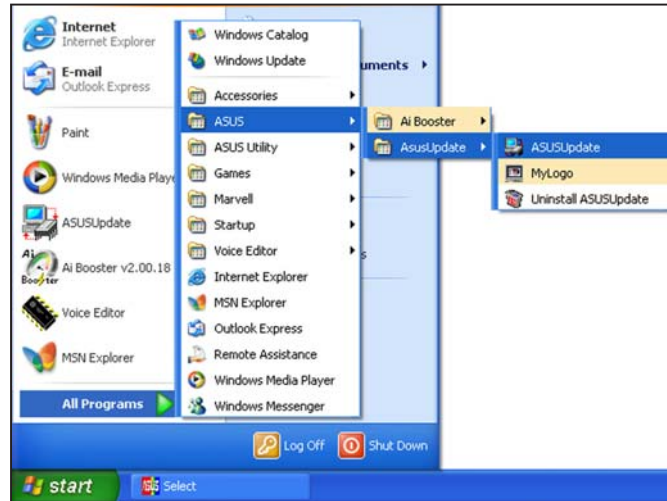 Internet
Internet Explorer
E-mail
Outlook Express
Paint
Windows Media Playe
ASUSUpdate
Ai Booster v2.00.18
Voice Editor
MSN Explorer
All Programs
Windows Catalog
Windows Update
Accessories
ASUS
ASUS Utility
Games
Marvell
Startup
Voice Editor
Internet Explorer
MSN Explorer
Outlook Express
Remote Assistance
Windows Media Player
Windows Messenger
uments
s
Ai Booster
AsusUpdate
ASUSUpdate
MyLogo
Uninstall ASUSUpdate
Log Off
Shut Down
start
Select